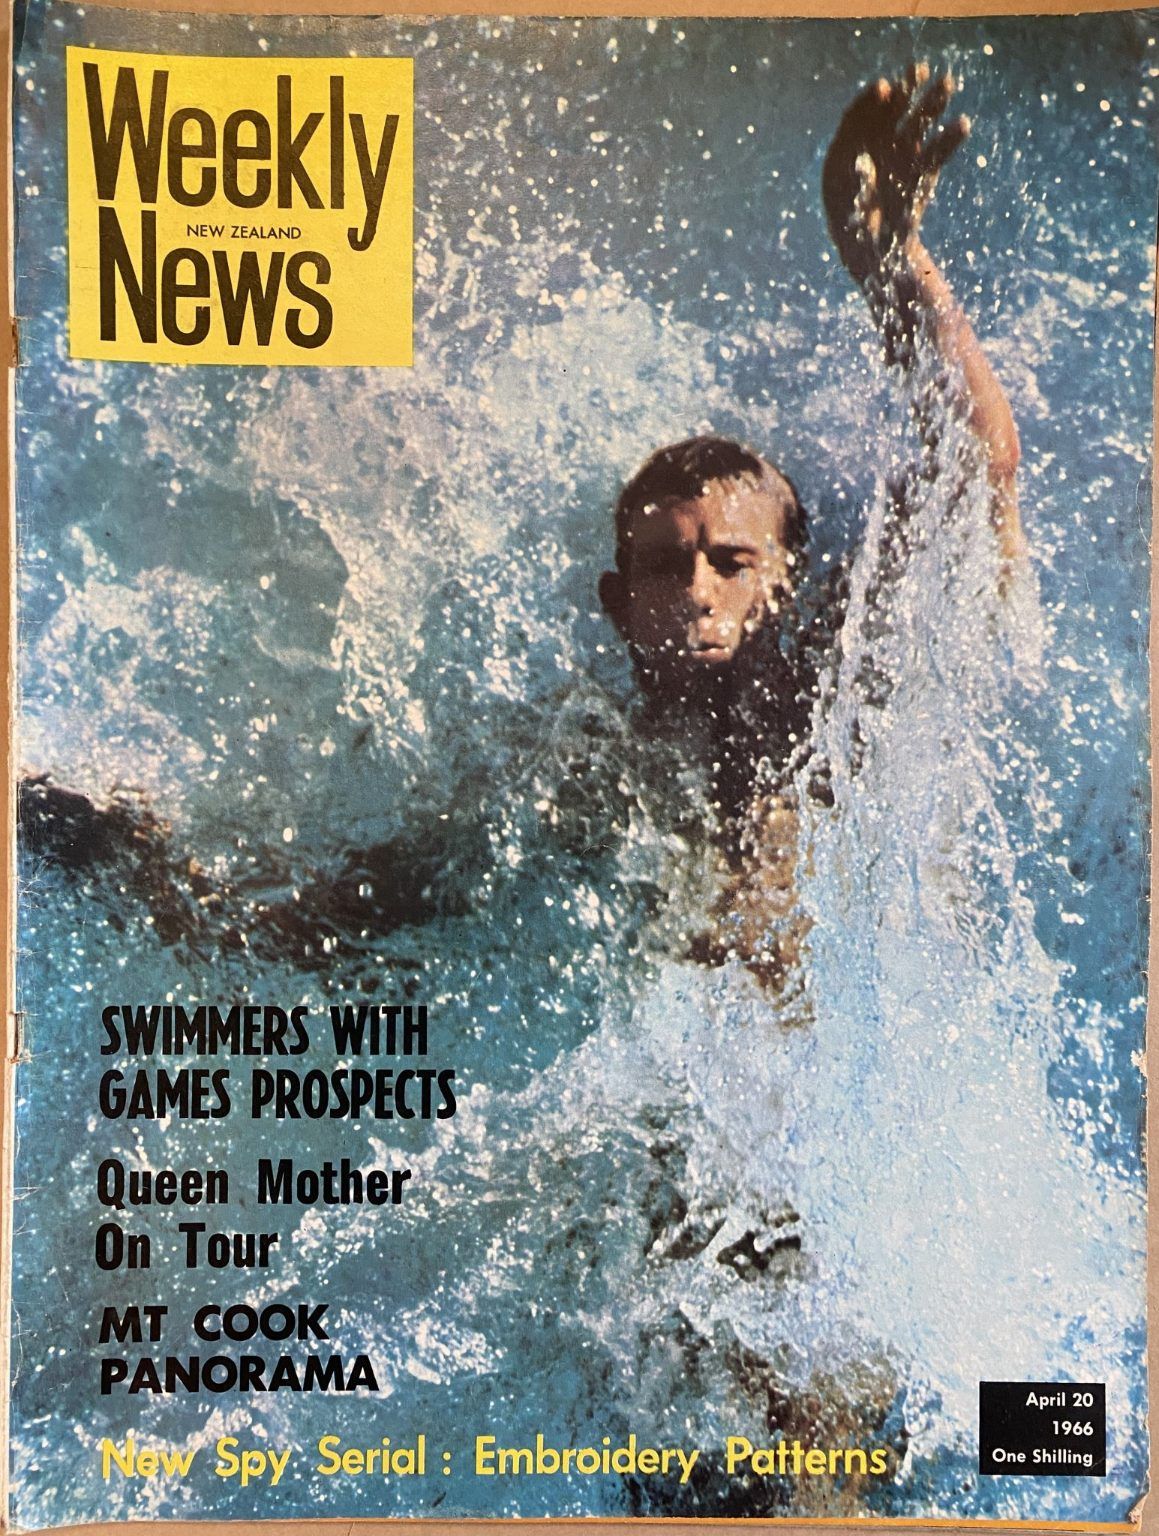 Weekly
NEW ZEALAND
News
SWIMMERS WITH
GAMES PROSPECTS
Queen Mother
On Tour
MT COOK
PANORAMA
New Spy Serial : Embroidery Patterns
April 20
1966
One Shilling